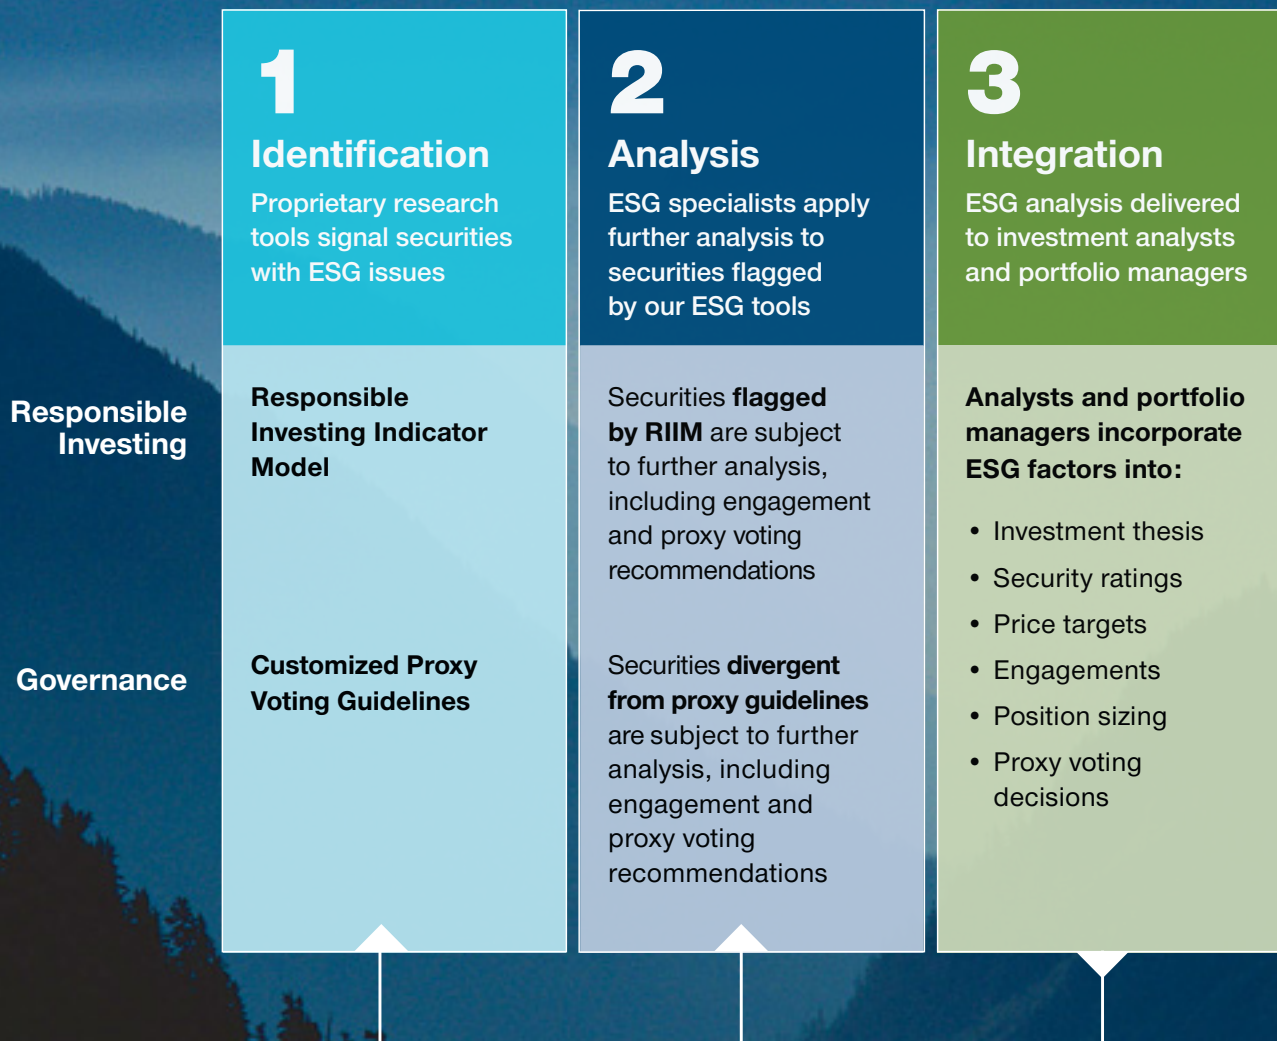 1
Identification
Proprietary research
tools signal securities
with ESG issues
2
Analysis
ESG specialists apply
further analysis to
securities flagged
by our ESG tools
3
Integration
ESG analysis delivered
to investment analysts
and portfolio managers
Responsible
Investing
Responsible
Investing Indicator
Model
Securities flagged
by RIIM are subject
to further analysis,
including engagement
and proxy voting
recommendations
Governance
Customized Proxy
Voting Guidelines
Securities divergent
from proxy guidelines
are subject to further
analysis, including
engagement and
proxy voting
recommendations
Analysts and portfolio
managers incorporate
ESG factors into:
• Investment thesis
• Security ratings
• Price targets
• Engagements
• Position sizing
• Proxy voting
decisions